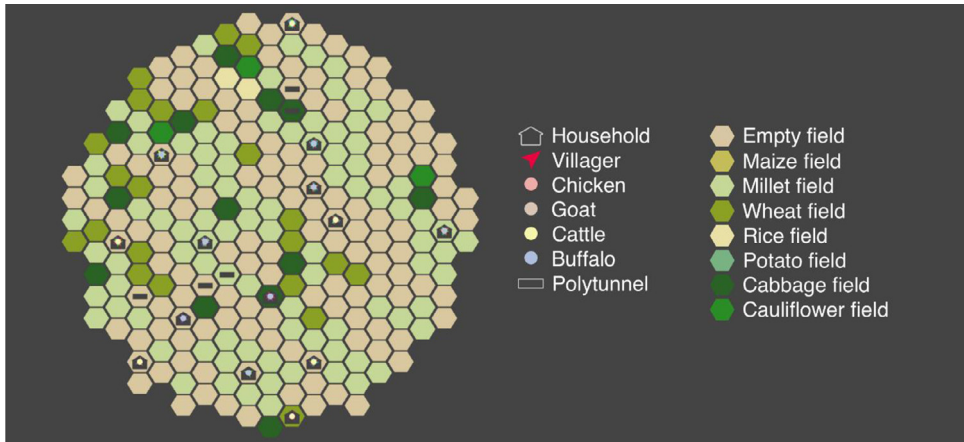 Household
Villager
Chicken
Goat
Cattle
Buffalo
Polytunnel
Empty field
Maize field
Millet field
Wheat field
Rice field
Potato field
Cabbage field
Cauliflower field